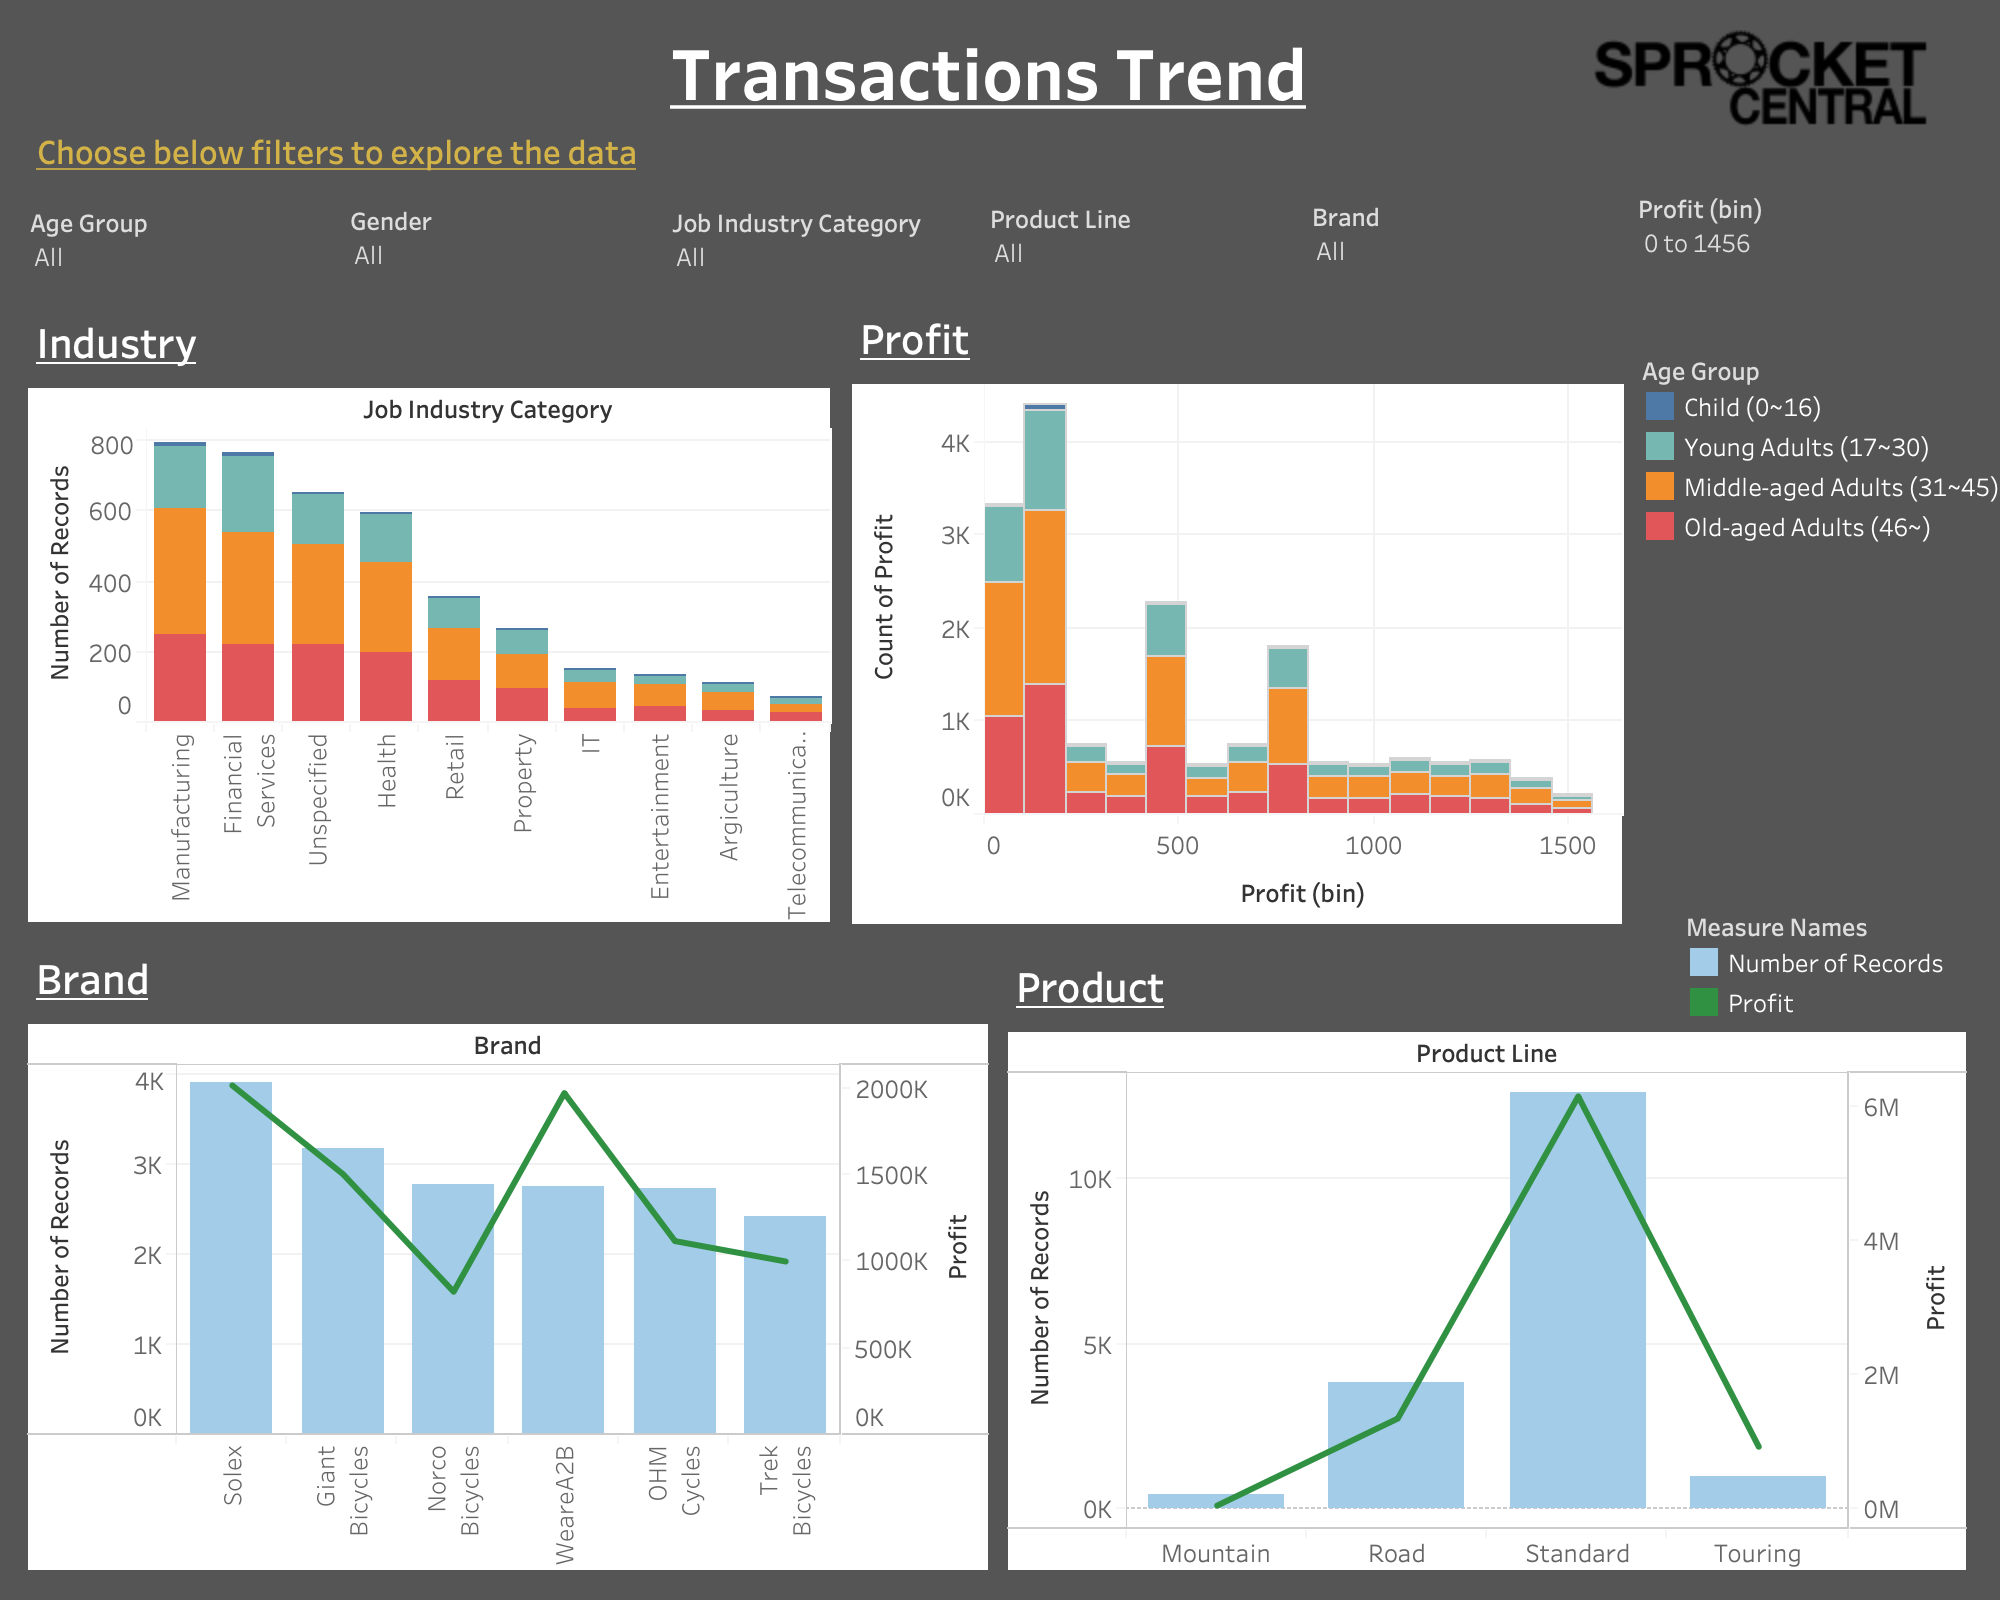 Transactions Trend
SPROCKET
CENTRAL
Choose below filters to explore the data
Age Group
All
Gender
All
Job Industry Category
All
Product Line
All
Brand
All
Profit (bin)
0 to 1456
Industry
Job Industry Category
Number of Records
800
600
400
200
0
Manufacturing
Financial
Services
Unspecified
Health
Retail
Property
IT
Entertainment
Argiculture
Telecommunica..
Profit
Count of Profit
4K
3K
2K
1K
0K
0
500
1000
1500
Profit (bin)
Age Group
Child (0~16)
Young Adults (17~30)
Middle-aged Adults (31~45)
Old-aged Adults (46~)
Measure Names
Number of Records
Profit
Brand
Brand
Number of Records
4K
3K
2K
1K
0K
2000K
1500K
1000K
500K
0K
Profit
Solex
Giant
Bicycles
Norco
Bicycles
WeareA2B
OHM
Cycles
Trek
Bicycles
Product
Product Line
Number of Records
10K
5K
0K
6M
4M
2M
0M
Profit
Mountain
Road
Standard
Touring